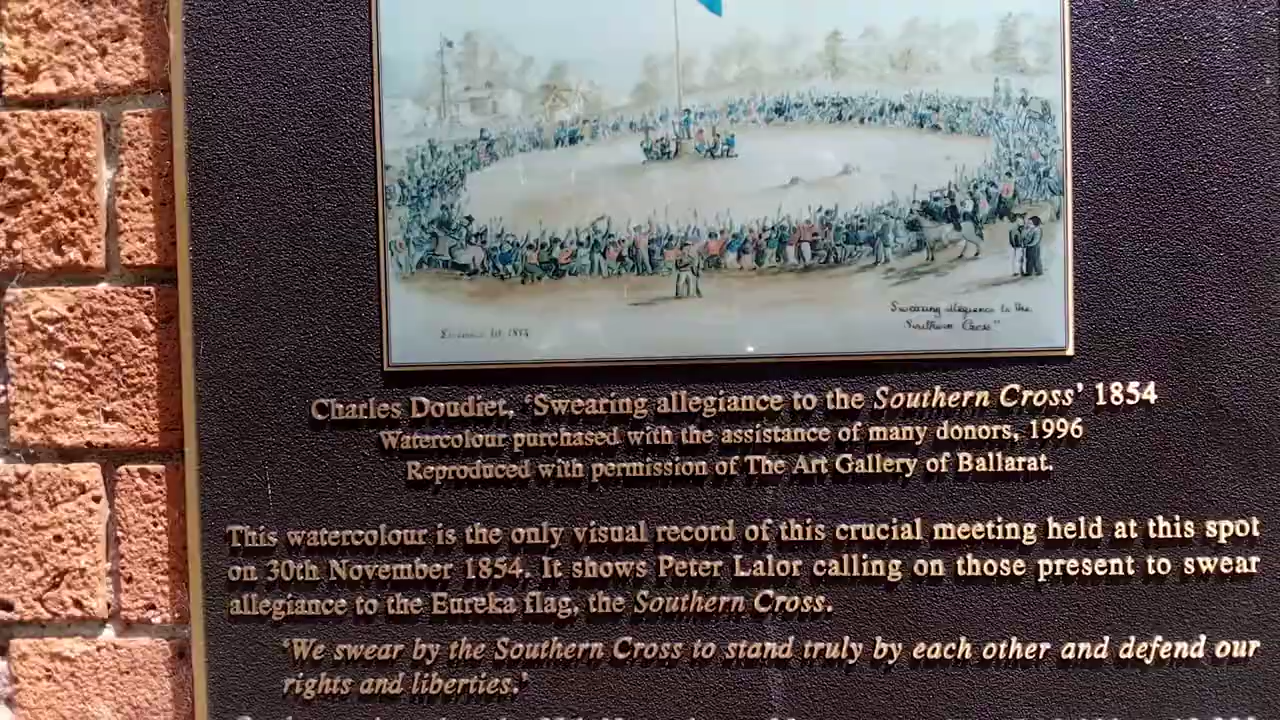 Swearing allegiance to the
Southern Cross"
1854
Charles Doudiet, 'Swearing allegiance to the Southern Cross' 1854
Watercolour purchased with the assistance of many donors, 1996
Reproduced with permission of The Art Gallery of Ballarat.
This watercolour is the only visual record of this crucial meeting held at this spot
on 30th November 1854. It shows Peter Lalor calling on those present to swear
allegiance to the Eureka flag, the Southern Cross.
'We swear by the Southern Cross to stand truly by each other and defend our
rights and liberties.'